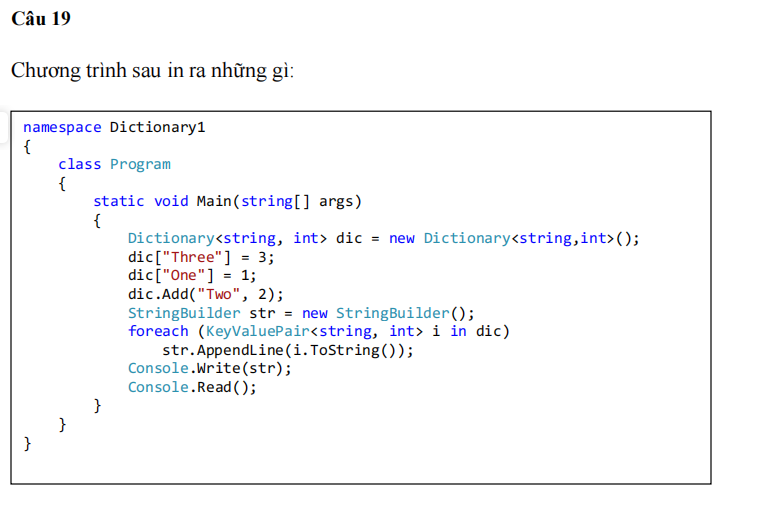 Câu 19
Chương trình sau in ra những gì:
namespace Dictionary1
{
    class Program
    {
        static void Main(string[] args)
        {
            Dictionary<string, int> dic = new Dictionary<string,int>();
            dic["Three"] = 3;
            dic["One"] = 1;
            dic.Add("Two", 2);
            StringBuilder str = new StringBuilder();
            foreach (KeyValuePair<string, int> i in dic)
                str.AppendLine(i.ToString());
            Console.Write(str);
            Console.Read();
        }
    }
}